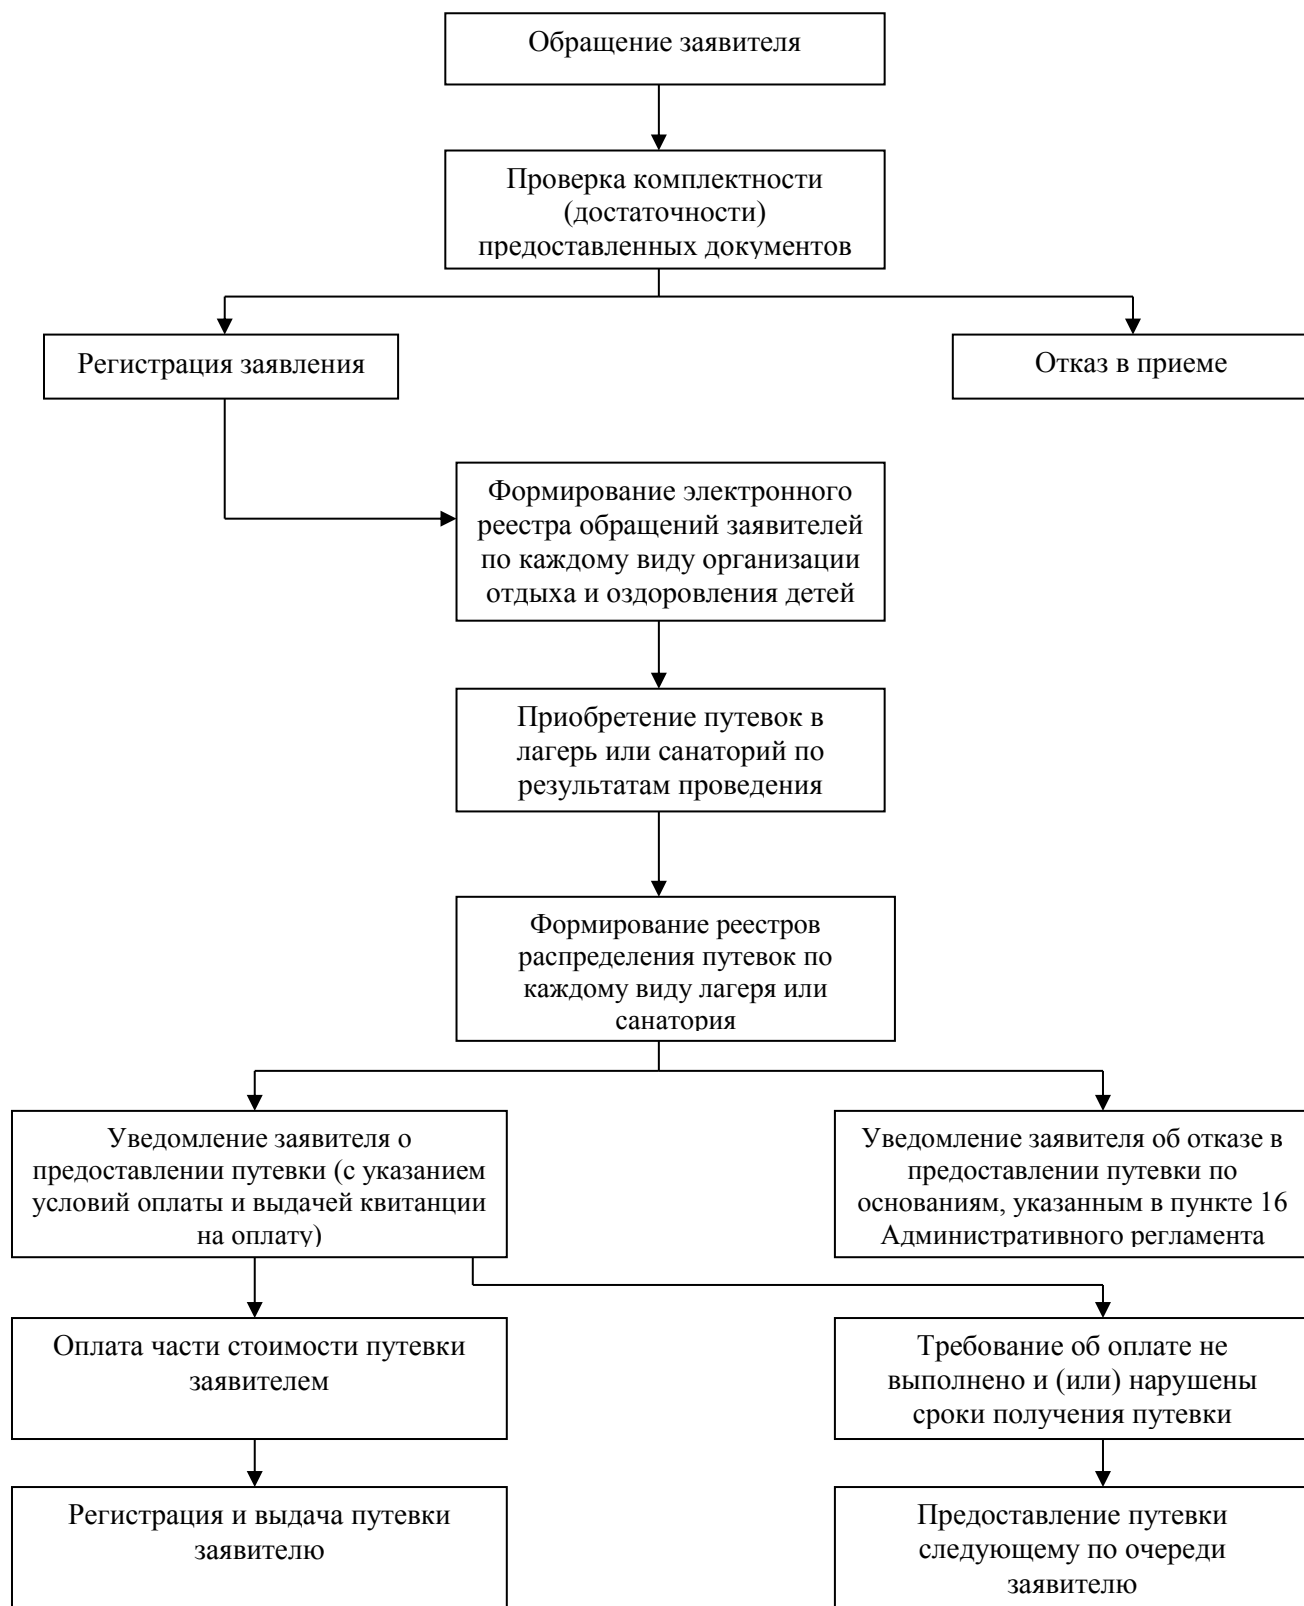 Обращение заявителя
Проверка комплектности
(достаточности)
предоставленных документов
Регистрация заявления
Отказ в приеме
Формирование электронного
реестра обращений заявителей
по каждому виду организации
отдыха и оздоровления детей
Приобретение путевок в
лагерь или санаторий по
результатам проведения
Формирование реестров
распределения путевок по
каждому виду лагеря или
санатория
Уведомление заявителя о
предоставлении путевки (с указанием
условий оплаты и выдачей квитанции
на оплату)
Уведомление заявителя об отказе в
предоставлении путевки по
основаниям, указанным в пункте 16
Административного регламента
Оплата части стоимости путевки
заявителем
Требование об оплате не
выполнено и (или) нарушены
сроки получения путевки
Регистрация и выдача путевки
заявителю
Предоставление путевки
следующему по очереди
заявителю